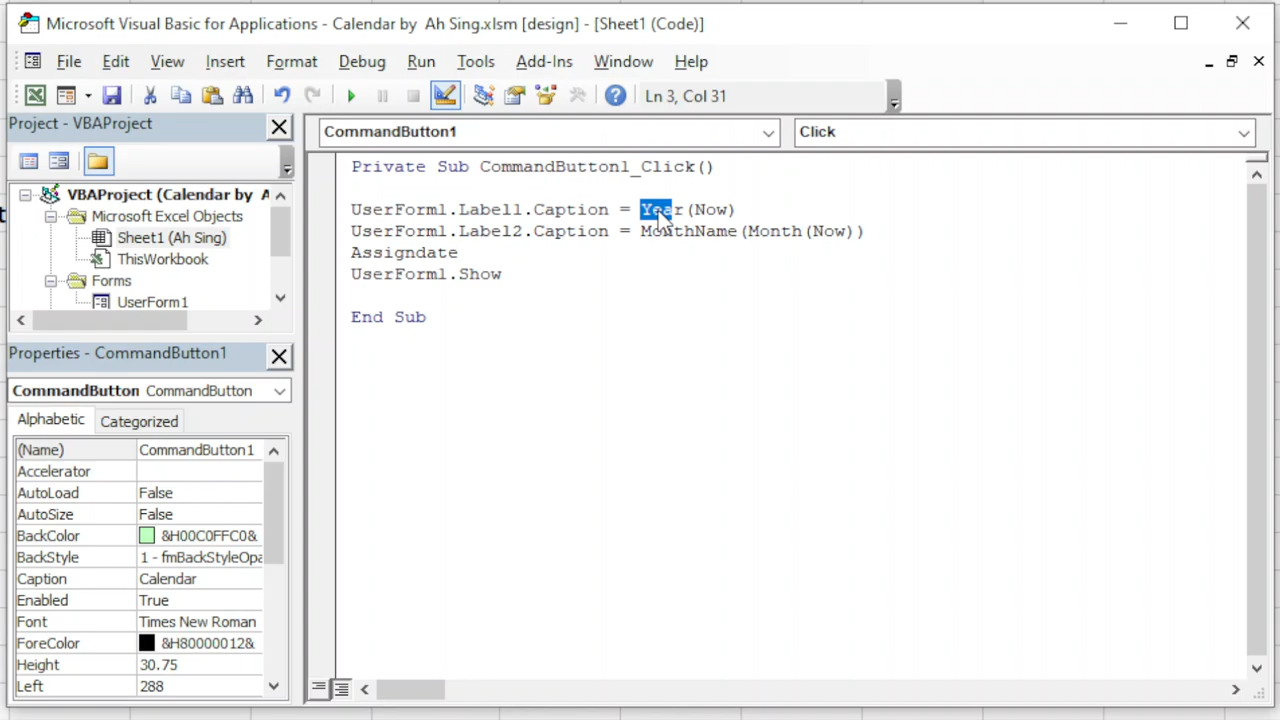 Microsoft Visual Basic for Applications - Calendar by Ah Sing.xlsm [design] - [Sheet1 (Code)]
File Edit View Insert Format Debug Run Tools Add-Ins Window Help
Ln 3, Col 31
Project - VBAProject
VBAProject (Calendar by A
Microsoft Excel Objects
Sheet1 (Ah Sing)
ThisWorkbook
Forms
UserForm1
Properties - CommandButton1
CommandButton CommandButton
Alphabetic Categorized
(Name) CommandButton1
Accelerator
AutoLoad False
AutoSize False
BackColor &H00C0FFC0&
BackStyle 1 - fmBackStyleOpa
Caption Calendar
Enabled True
Font Times New Roman
ForeColor &H80000012&
Height 30.75
Left 288
CommandButton1 Click
Private Sub CommandButton1_Click()
UserForm1.Label1.Caption = Year(Now)
UserForm1.Label2.Caption = MonthName(Month(Now))
Assigndate
UserForm1.Show
End Sub